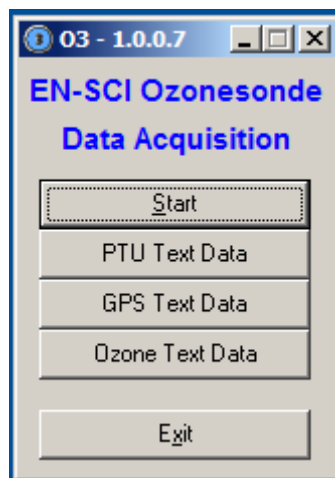 O3 - 1.0.0.7
EN-SCI Ozonesonde
Data Acquisition
Start
PTU Text Data
GPS Text Data
Ozone Text Data
Exit